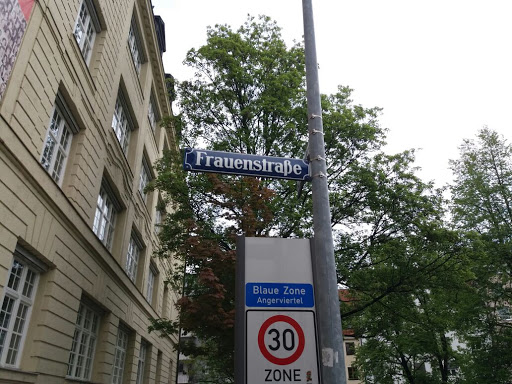 Frauenstraße
Blaue Zone
Angerviertel
30
ZONE